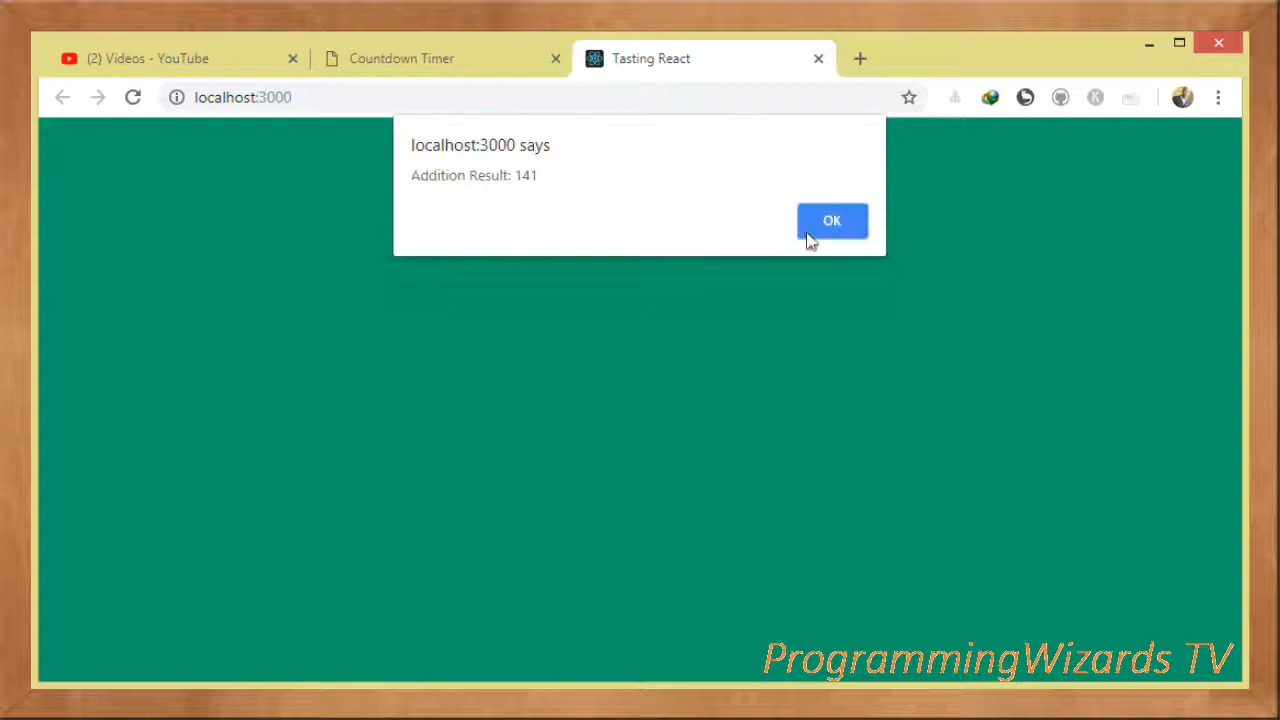 (2) Videos - YouTube
Countdown Timer
Tasting React
localhost:3000
localhost:3000 says
Addition Result: 141
OK
ProgrammingWizards TV